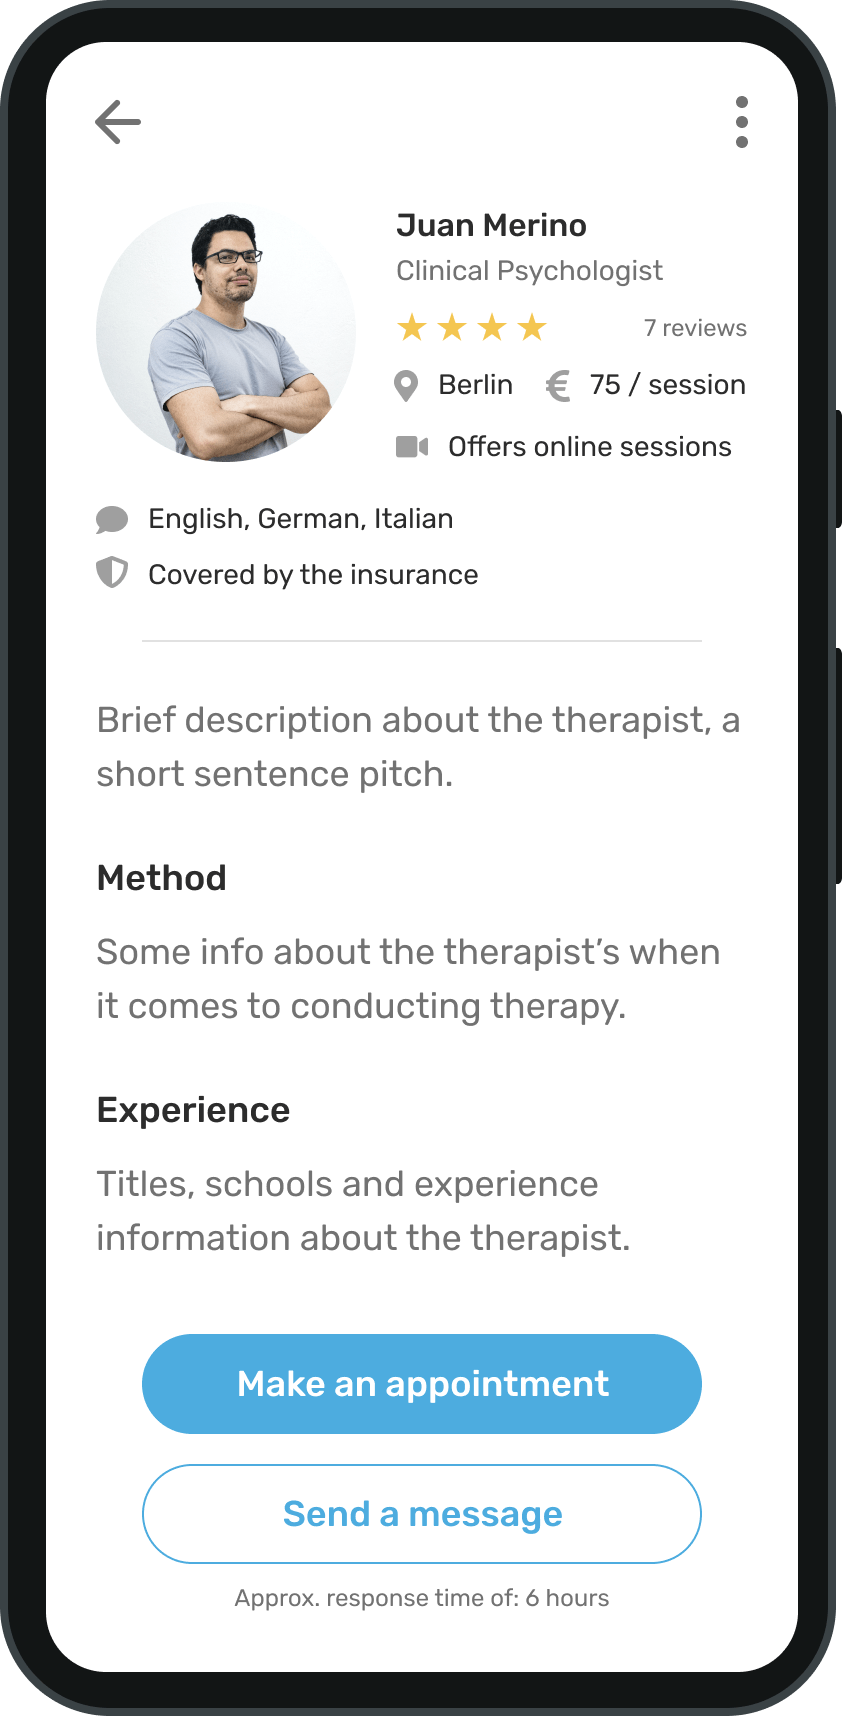 Juan Merino
Clinical Psychologist
7 reviews
Berlin € 75 / session
Offers online sessions
English, German, Italian
Covered by the insurance
Brief description about the therapist, a
short sentence pitch.
Method
Some info about the therapist’s when
it comes to conducting therapy.
Experience
Titles, schools and experience
information about the therapist.
Make an appointment
Send a message
Approx. response time of: 6 hours